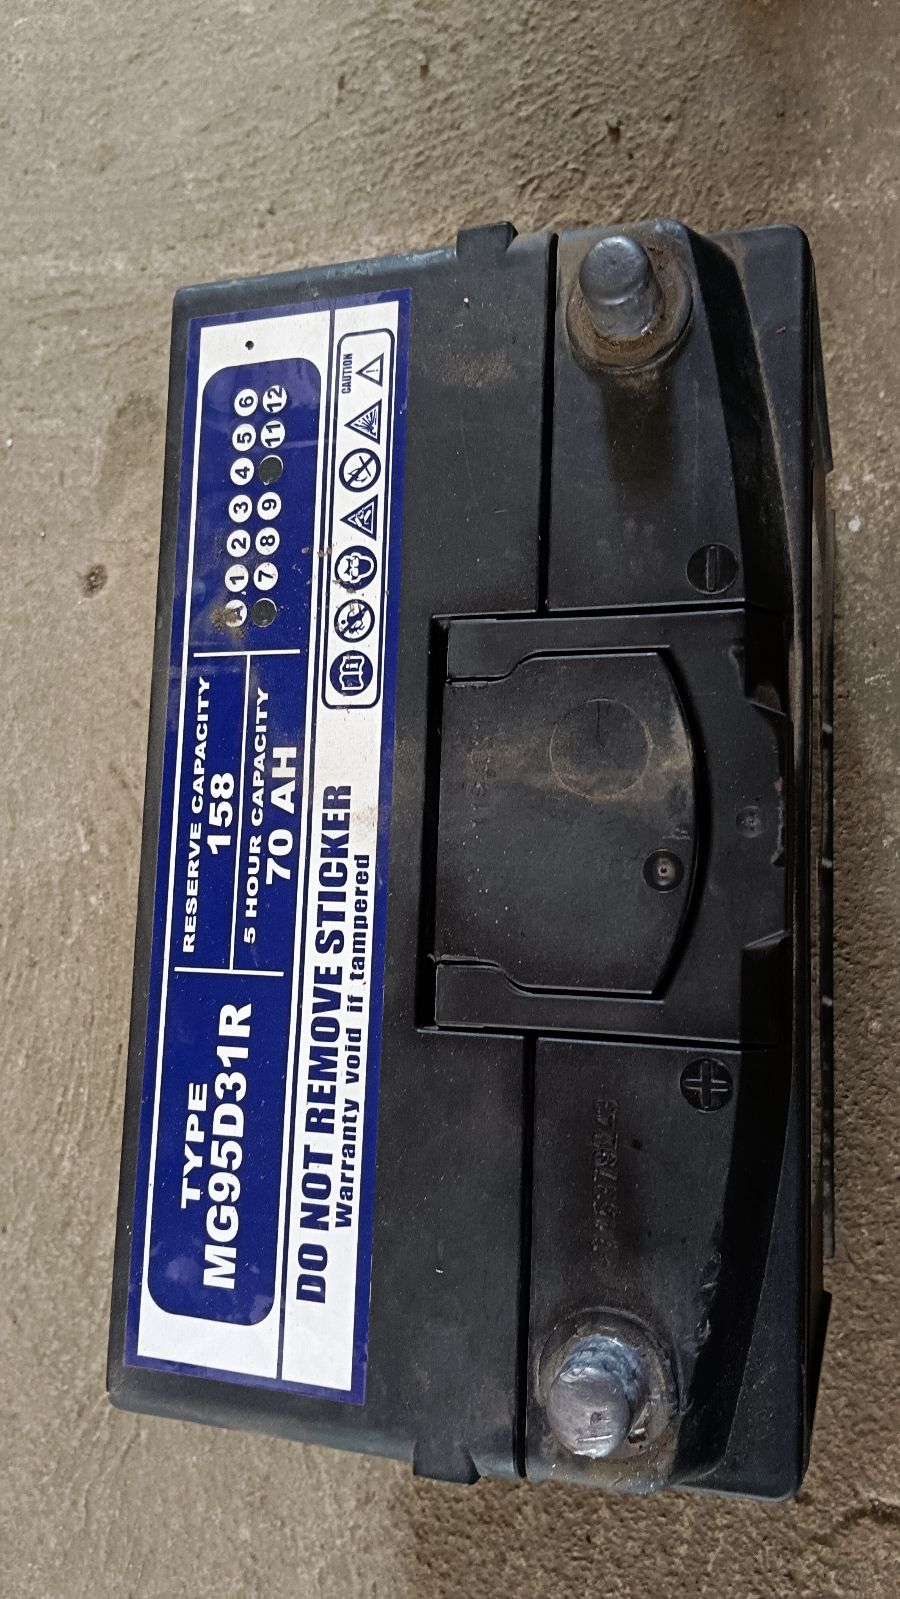 TYPE
MG95D31R
RESERVE CAPACITY
158
5 HOUR CAPACITY
70 AH
1 2 3 4 5 6
7 8 9 11 12
DO NOT REMOVE STICKER
Warranty void if tampered
CAUTION